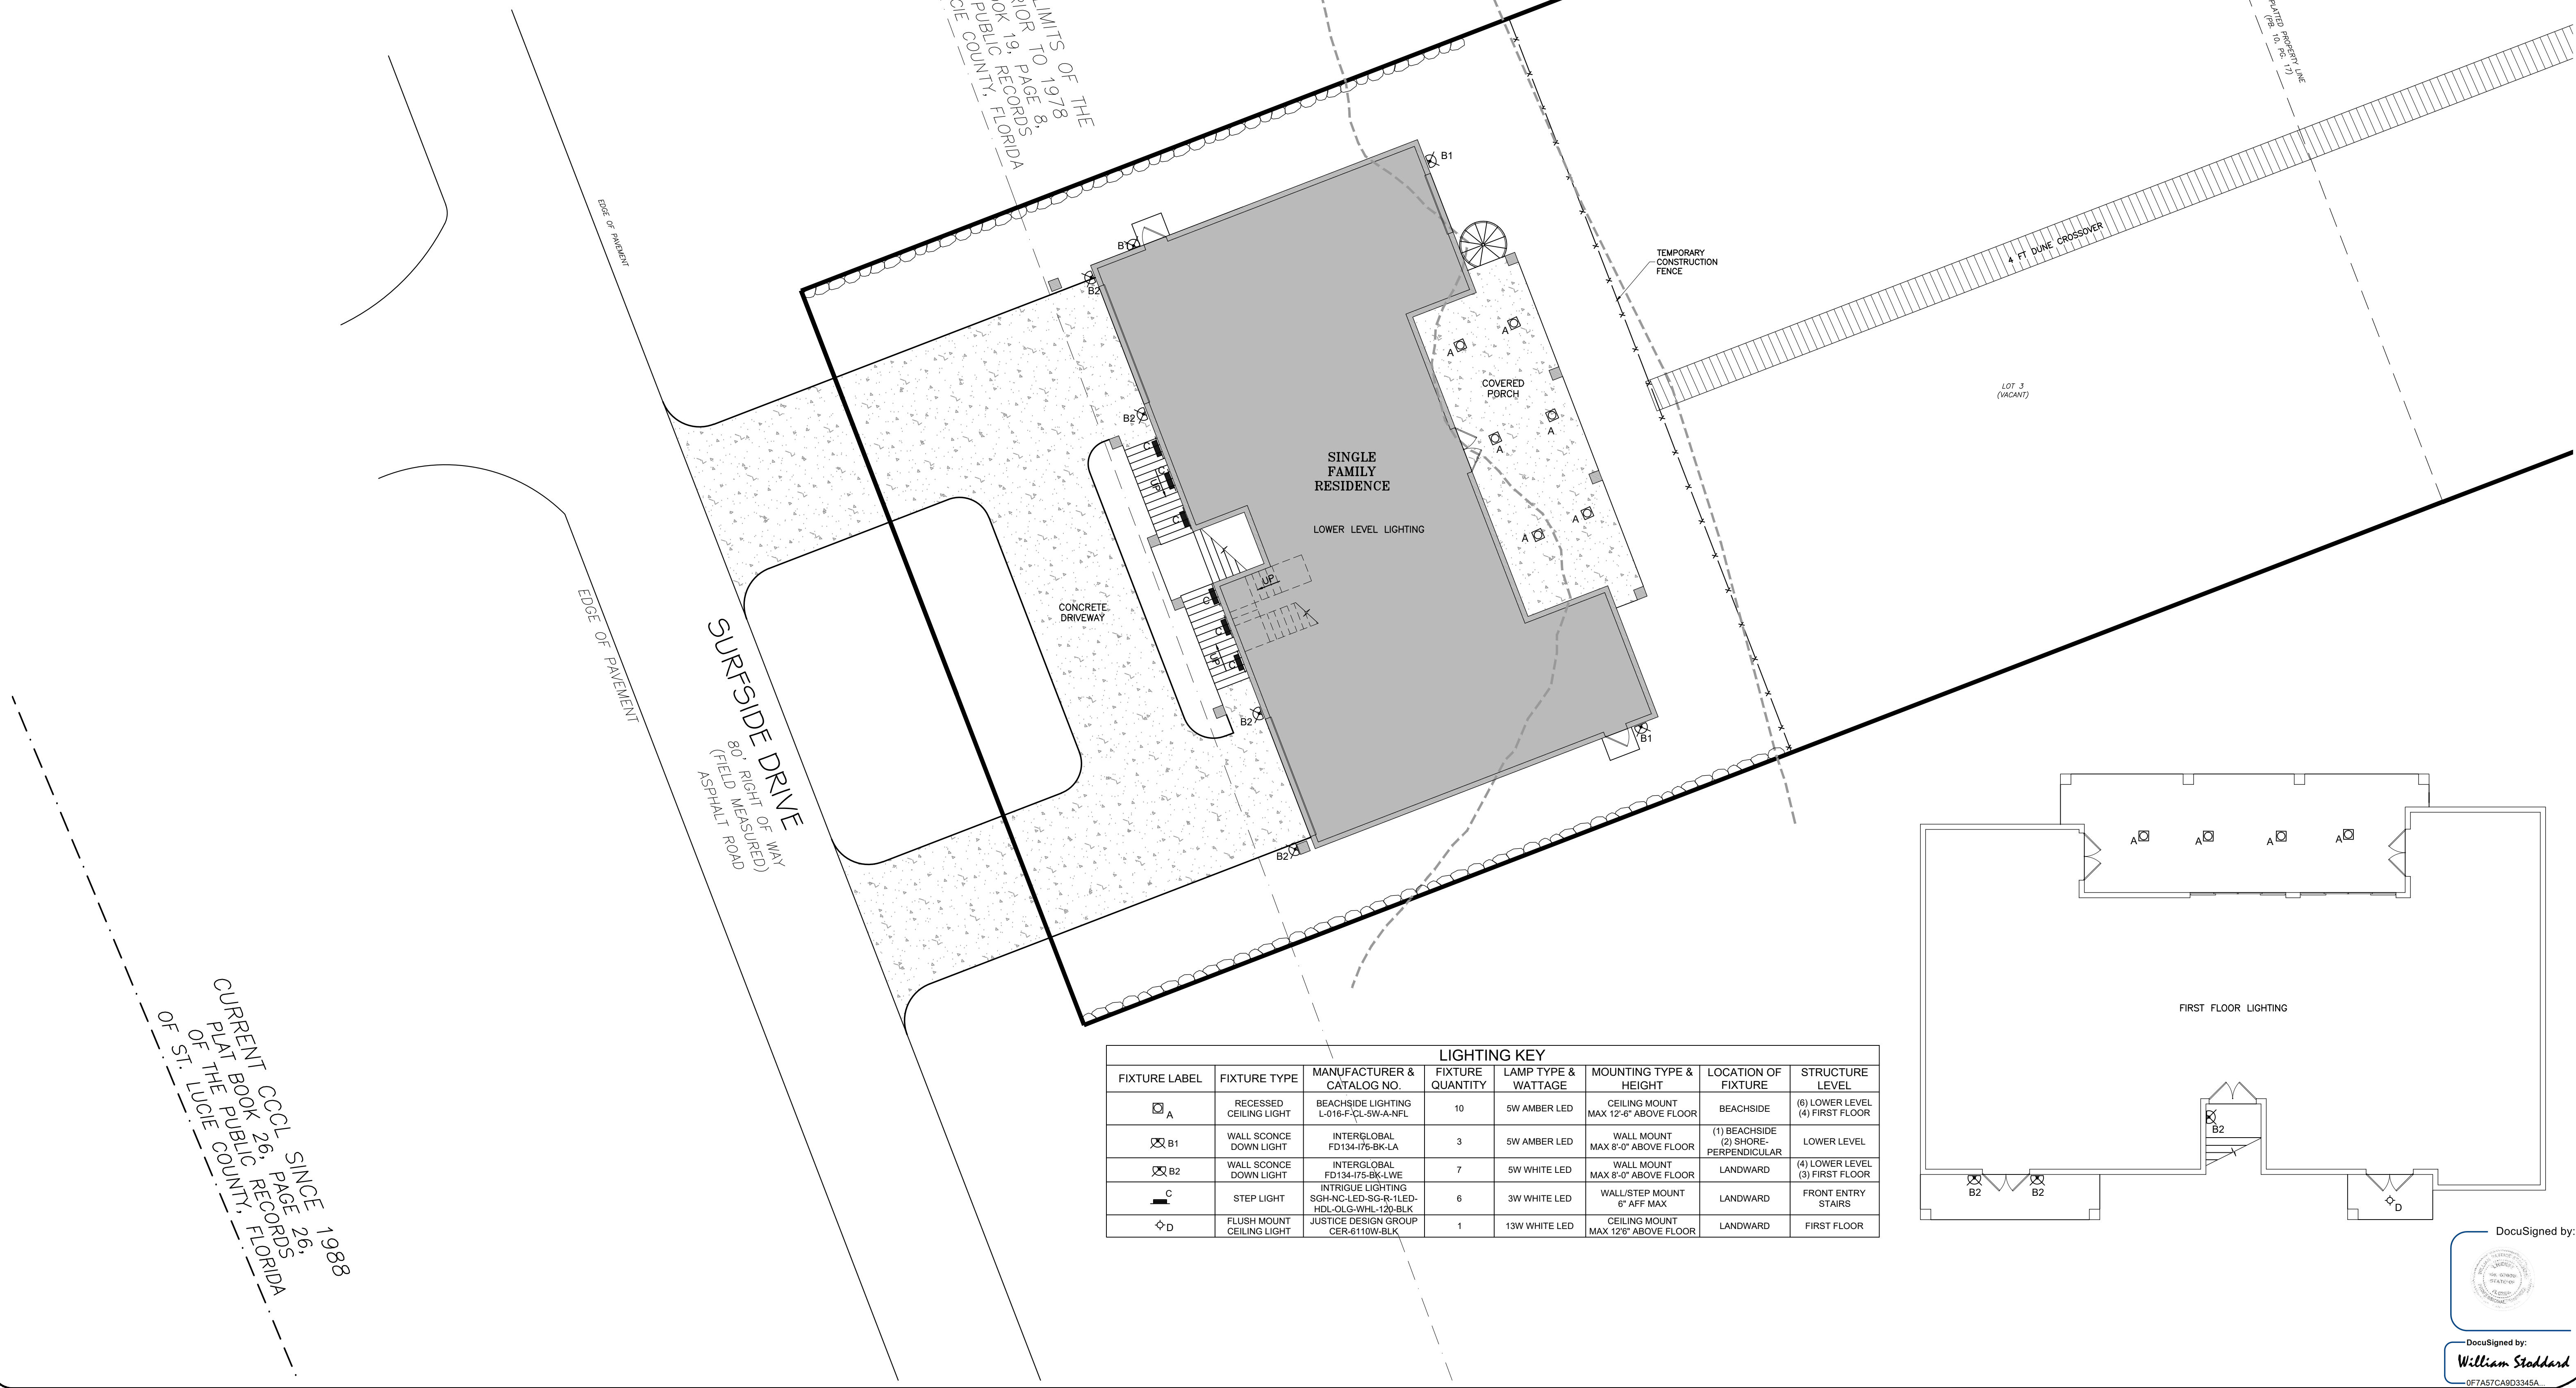 LIMITS OF THE
RIOR TO 1978
OOK 19, PAGE 8,
PUBLIC RECORDS
CIE COUNTY, FLORIDA
PLATTED PROPERTY LINE
(PB. 10, PG. 17)
EDGE OF PAVEMENT
B1
B1
B2
TEMPORARY
CONSTRUCTION
FENCE
4 FT DUNE CROSSOVER
A
A
COVERED
PORCH
LOT 3
(VACANT)
B2
A
A
C
C
UP
C
SINGLE
FAMILY
RESIDENCE
LOWER LEVEL LIGHTING
A
A
UP
CONCRETE
DRIVEWAY
C
C
C
UP
EDGE OF PAVEMENT
SURFSIDE DRIVE
80' RIGHT OF WAY
(FIELD MEASURED)
ASPHALT ROAD
B2
B1
B2
A
A
A
A
FIRST FLOOR LIGHTING
B2
B2
B2
D
CURRENT CCCL SINCE 1988
PLAT BOOK 26, PAGE 26,
OF THE PUBLIC RECORDS
OF ST. LUCIE COUNTY, FLORIDA
LIGHTING KEY
FIXTURE LABEL FIXTURE TYPE MANUFACTURER & CATALOG NO. FIXTURE QUANTITY LAMP TYPE & WATTAGE MOUNTING TYPE & HEIGHT LOCATION OF FIXTURE STRUCTURE LEVEL
A RECESSED CEILING LIGHT BEACHSIDE LIGHTING L-016-F-CL-5W-A-NFL 10 5W AMBER LED CEILING MOUNT MAX 12'-6" ABOVE FLOOR BEACHSIDE (6) LOWER LEVEL (4) FIRST FLOOR
B1 WALL SCONCE DOWN LIGHT INTERGLOBAL FD134-I75-BK-LA 3 5W AMBER LED WALL MOUNT MAX 8'-0" ABOVE FLOOR (1) BEACHSIDE (2) SHORE-PERPENDICULAR LOWER LEVEL
B2 WALL SCONCE DOWN LIGHT INTERGLOBAL FD134-I75-BK-LWE 7 5W WHITE LED WALL MOUNT MAX 8'-0" ABOVE FLOOR LANDWARD (4) LOWER LEVEL (3) FIRST FLOOR
C STEP LIGHT INTRIGUE LIGHTING SGH-NC-LED-SG-R-1LED-HDL-OLG-WHL-120-BLK 6 3W WHITE LED WALL/STEP MOUNT 6" AFF MAX LANDWARD FRONT ENTRY STAIRS
D FLUSH MOUNT CEILING LIGHT JUSTICE DESIGN GROUP CER-6110W-BLK 1 13W WHITE LED CEILING MOUNT MAX 12'6" ABOVE FLOOR LANDWARD FIRST FLOOR
DocuSigned by:
DocuSigned by:
William Stoddard
0F7A57CA9D3345A...